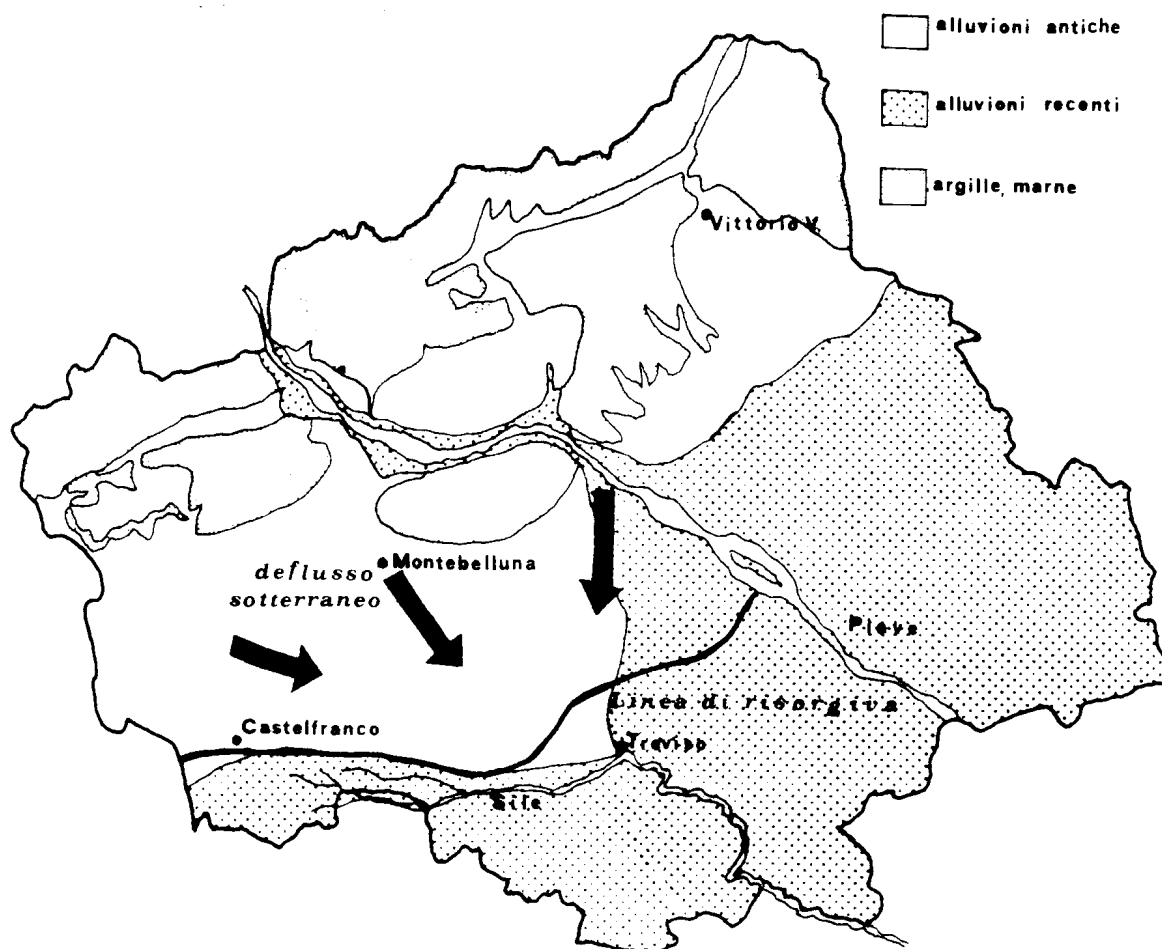 alluvioni antiche
alluvioni recenti
argille, marne
Vittorio V.
Montebelluna
deflusso
sotterraneo
Piave
Linea di risorgiva
Castelfranco
Treviso
Sile